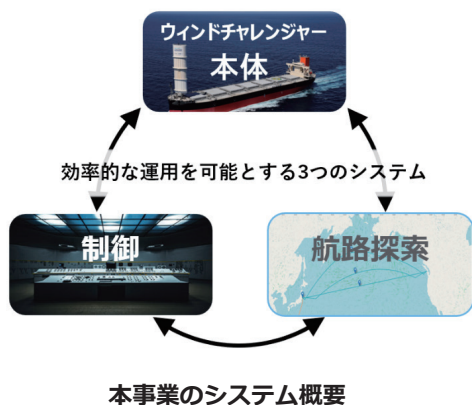 ウィンドチャレンジャー
本体
効率的な運用を可能とする3つのシステム
制御
航路探索
本事業のシステム概要